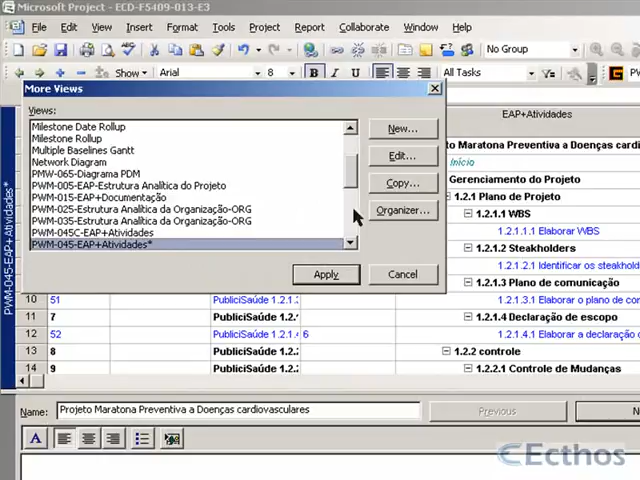 Microsoft Project - ECD-F5409-013-E3
File Edit View Insert Format Tools Project Report Collaborate Window Help
No Group
Show Arial 8 B I U All Tasks
More Views
Views:
Milestone Date Rollup
Milestone Rollup
Multiple Baselines Gantt
Network Diagram
PMW-065-Diagrama PDM
PWM-005-EAP-Estrutura Analítica do Projeto
PWM-015-EAP+Documentação
PWM-025-Estrutura Analítica da Organização-ORG
PWM-035-Estrutura Analítica da Organização-ORG
PWM-045C-EAP+Atividades
PWM-045-EAP+Atividades*
New...
Edit...
Copy...
Organizer...
Apply
Cancel
PWM-045-EAP+Atividades*
EAP+Atividades
to Maratona Preventiva a Doenças cardiov
Início
Gerenciamento do Projeto
1.2.1 Plano de Projeto
1.2.1.1 WBS
1.2.1.1.1 Elaborar WBS
1.2.1.2 Steakholders
1.2.1.2.1 Identificar os steakhold
1.2.1.3 Plano de comunicação
10 51 PubliciSaúde 1.2.1.3 1.2.1.3.1 Elaborar o plano de com
11 7 PubliciSaúde 1.2.1.4 1.2.1.4 Declaração de escopo
12 52 PubliciSaúde 1.2.1.4 6 1.2.1.4.1 Elaborar a declaração d
13 8 PubliciSaúde 1.2.2 1.2.2 controle
14 9 PubliciSaúde 1.2.2 1.2.2.1 Controle de Mudanças
Name: Projeto Maratona Preventiva a Doenças cardiovasculares
Previous
A
Ecthos